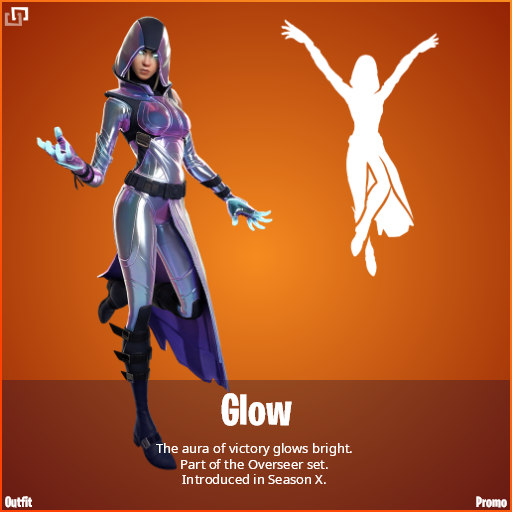 Glow
The aura of victory glows bright.
Part of the Overseer set.
Introduced in Season X.
Outfit
Promo